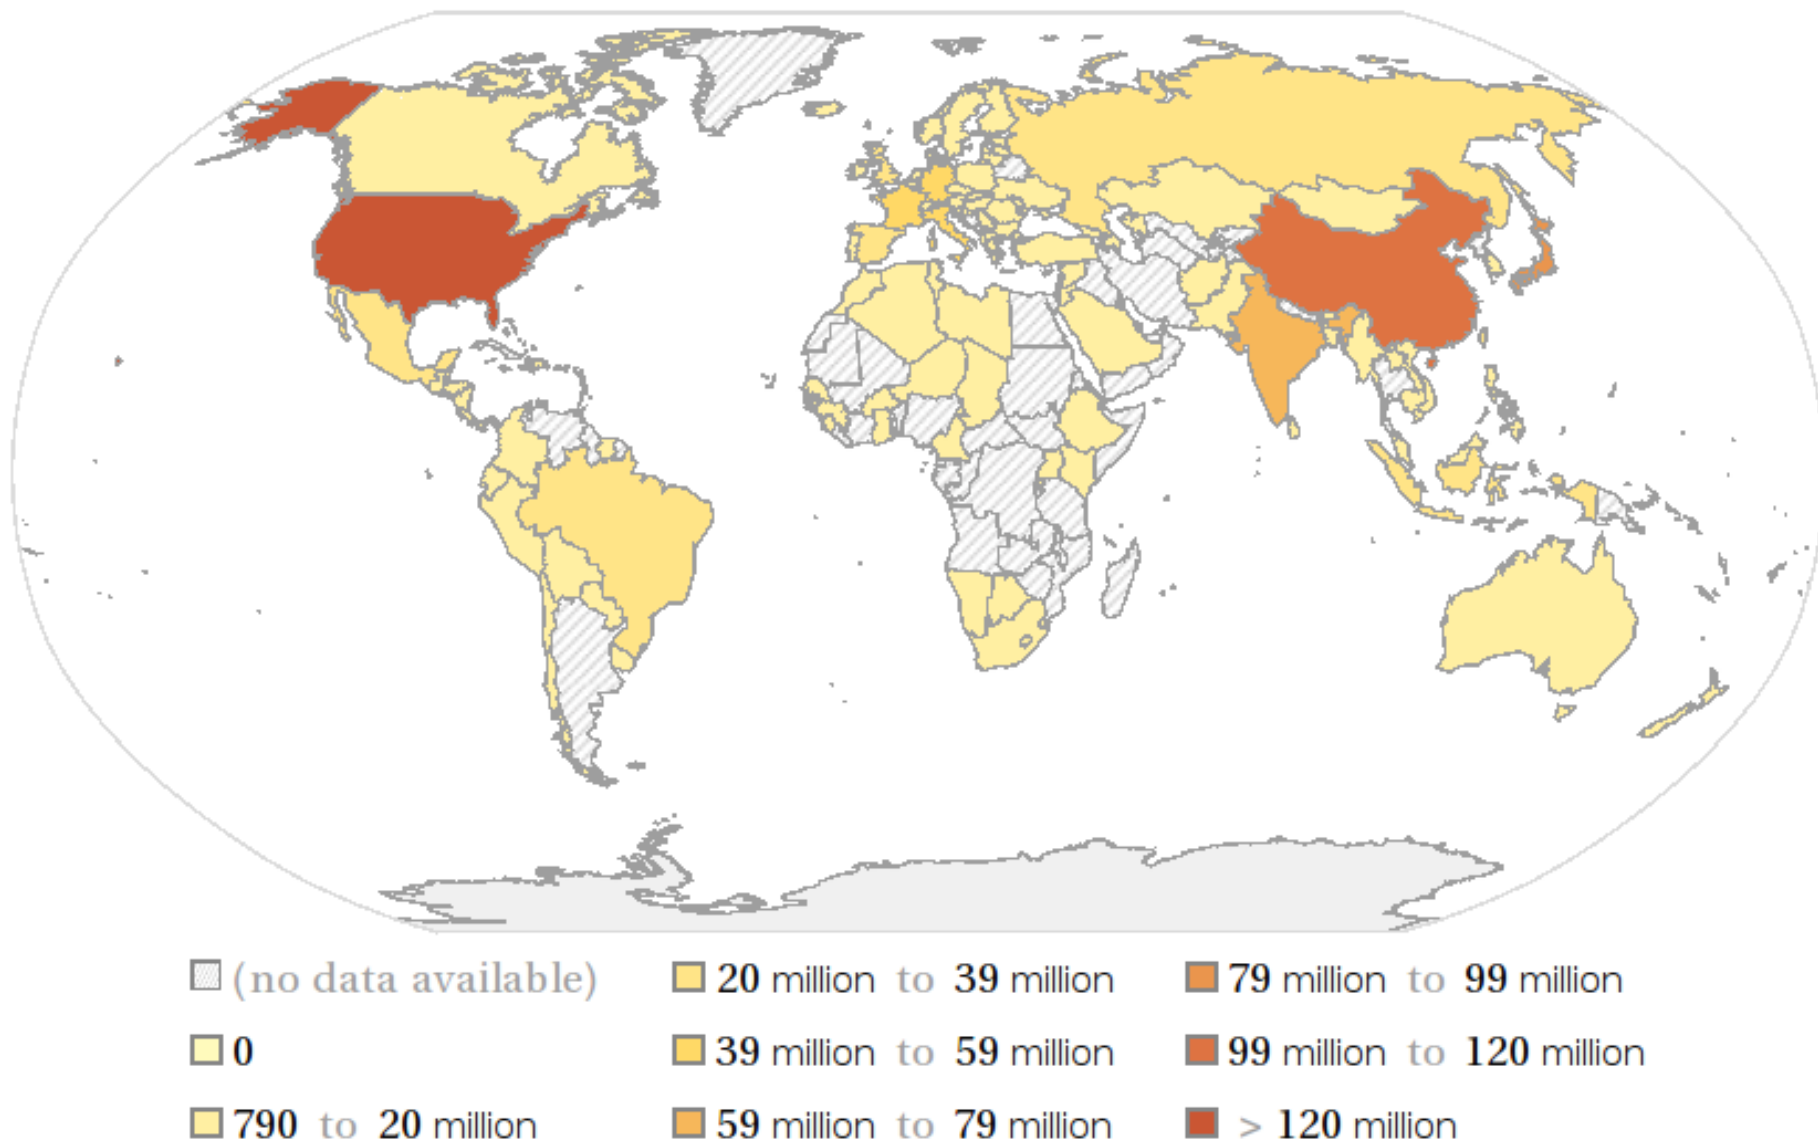 (no data available)
0
790 to 20 million
20 million to 39 million
39 million to 59 million
59 million to 79 million
79 million to 99 million
99 million to 120 million
> 120 million